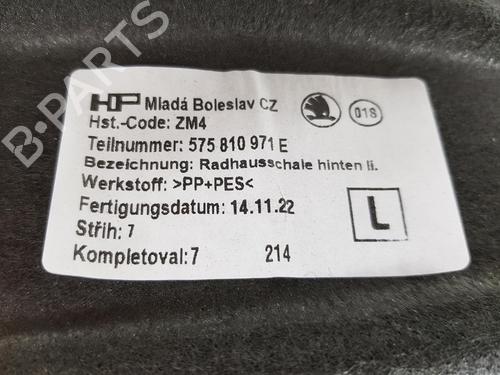 HP Mladá Boleslav CZ
018
Hst.-Code: ZM4
Teilnummer: 575 810 971 E
Bezeichnung: Radhausschale hinten li.
Werkstoff: >PP+PES<
Fertigungsdatum: 14.11.22
L
Střih: 7
Kompletoval: 7 214
B-PARTS